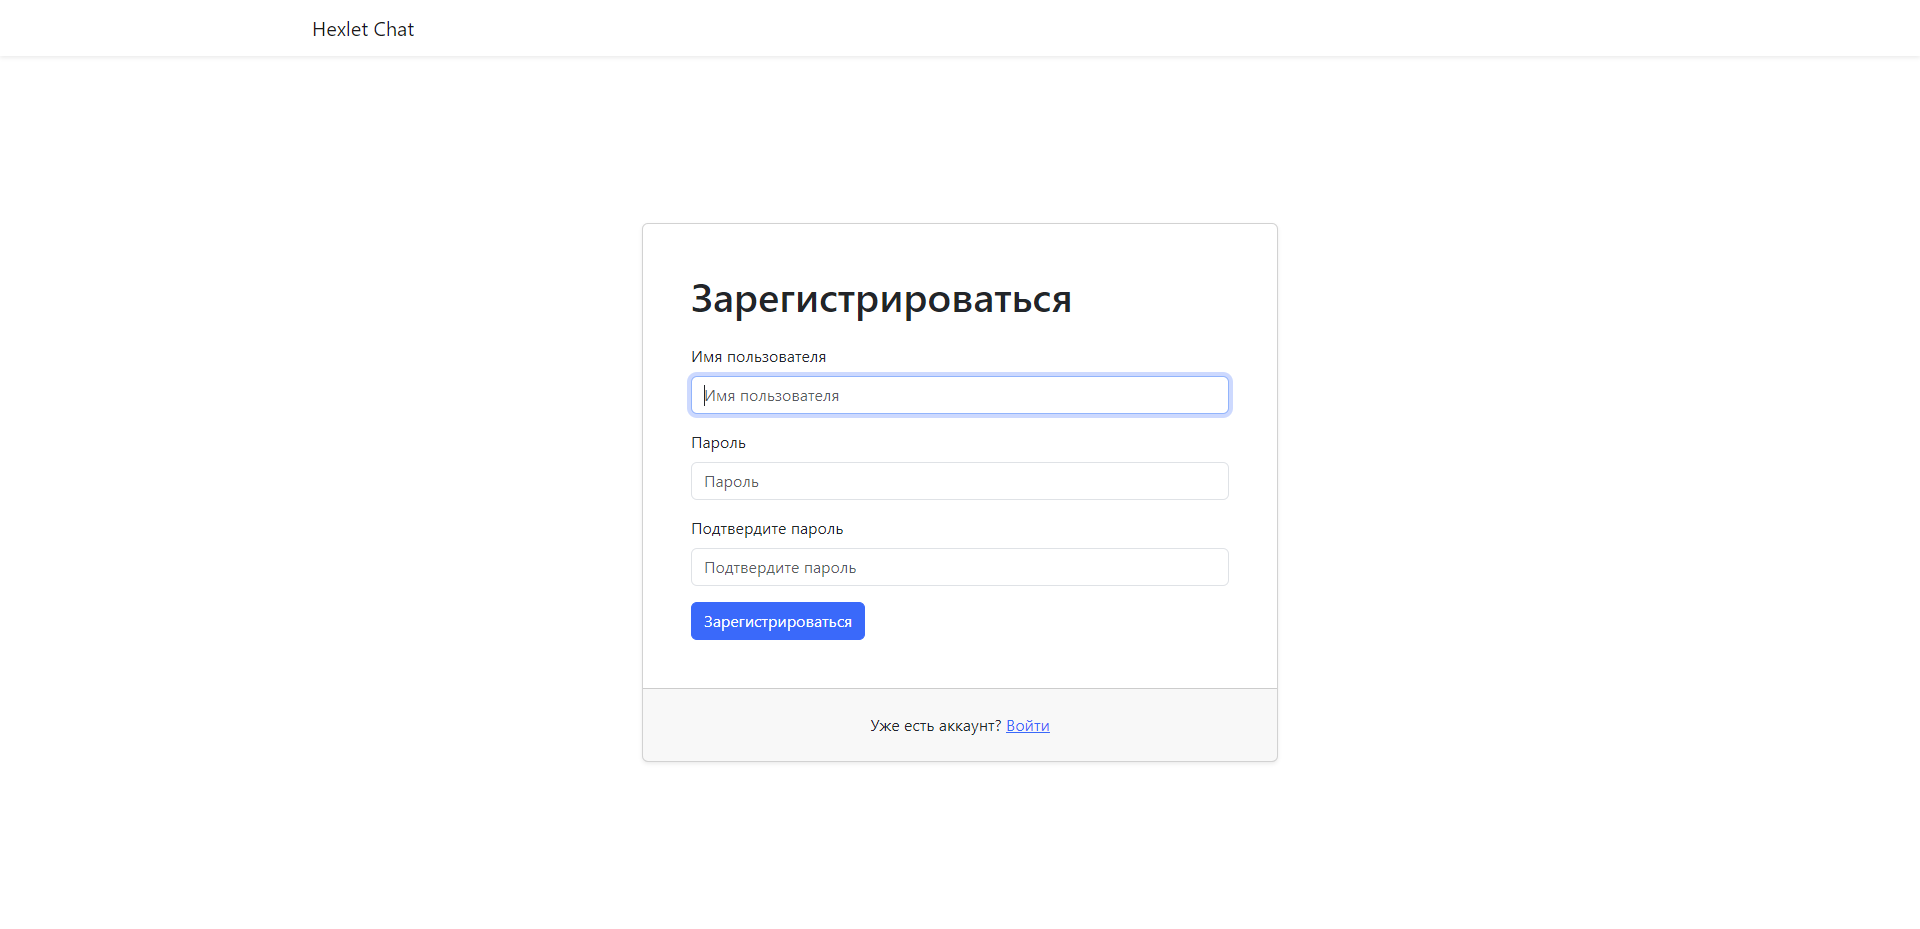 Hexlet Chat
Зарегистрироваться
Имя пользователя
Имя пользователя
Пароль
Пароль
Подтвердите пароль
Подтвердите пароль
Зарегистрироваться
Уже есть аккаунт? Войти